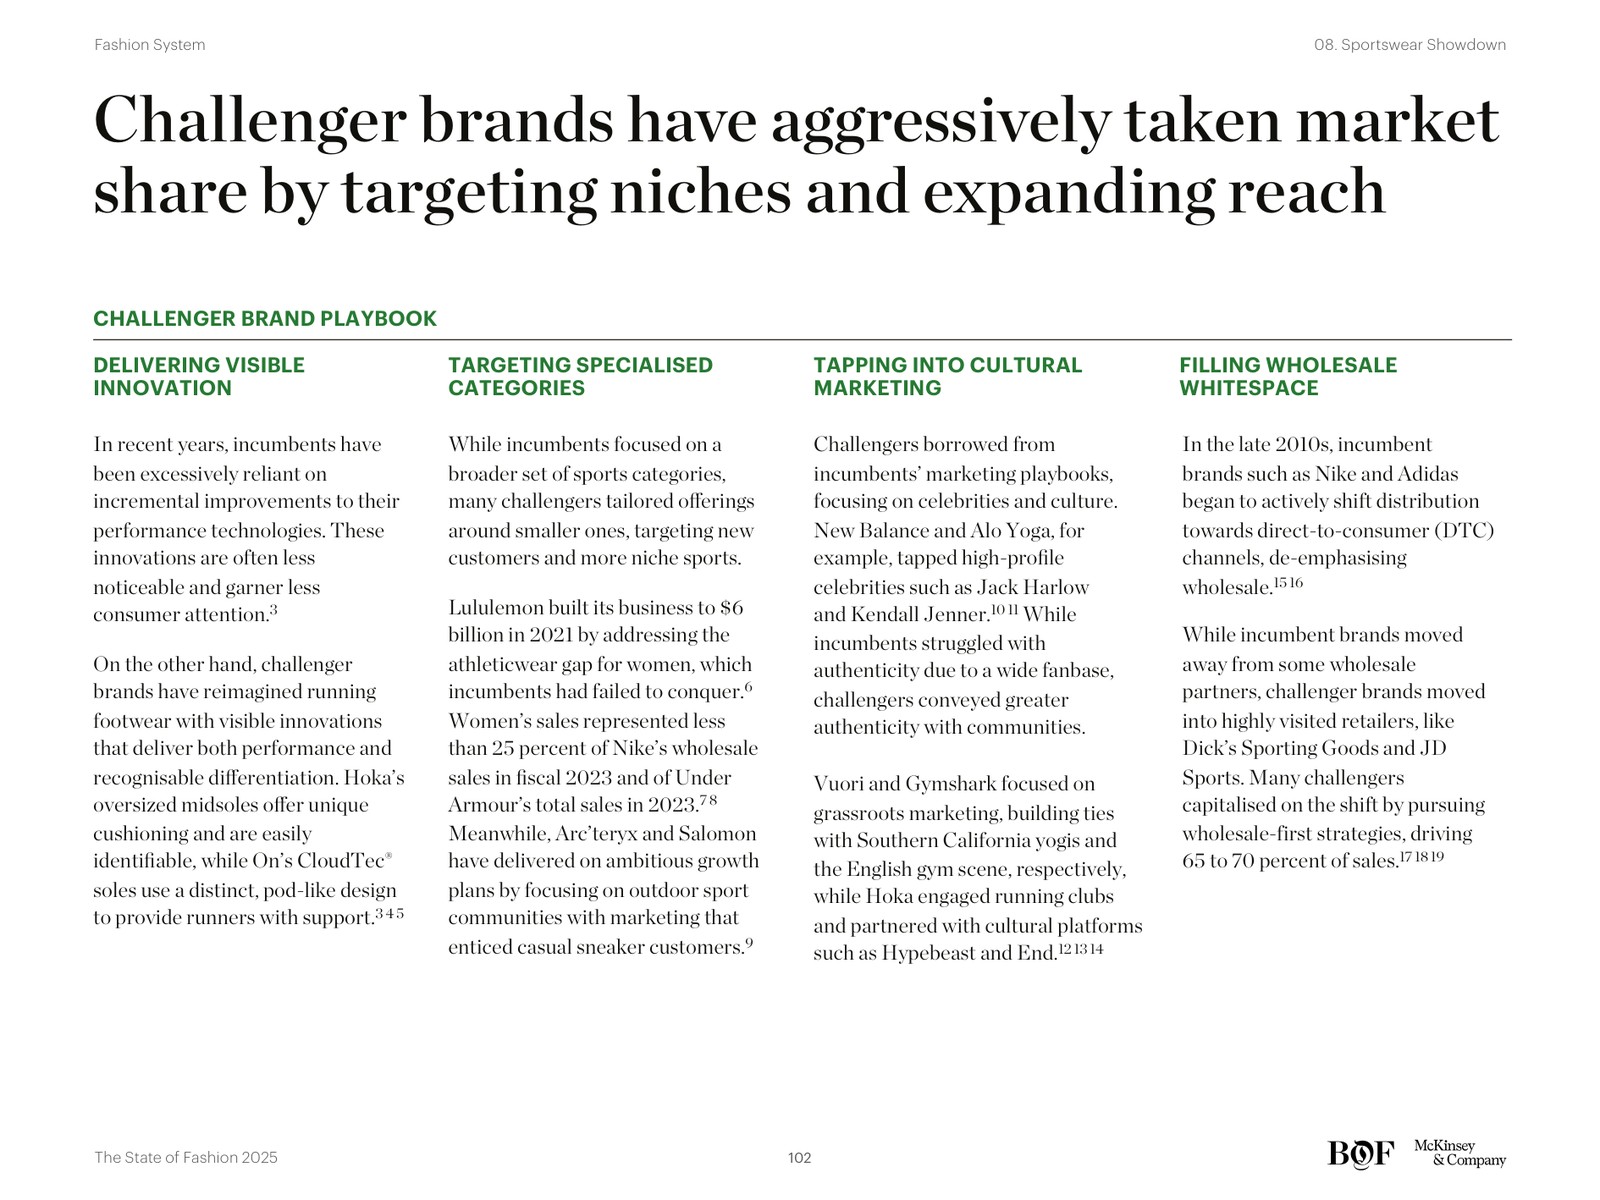 Fashion System
08. Sportswear Showdown
Challenger brands have aggressively taken market
share by targeting niches and expanding reach
CHALLENGER BRAND PLAYBOOK
DELIVERING VISIBLE
INNOVATION
In recent years, incumbents have
been excessively reliant on
incremental improvements to their
performance technologies. These
innovations are often less
noticeable and garner less
consumer attention.3
On the other hand, challenger
brands have reimagined running
footwear with visible innovations
that deliver both performance and
recognisable differentiation. Hoka's
oversized midsoles offer unique
cushioning and are easily
identifiable, while On's CloudTec®
soles use a distinct, pod-like design
to provide runners with support.3 4 5
TARGETING SPECIALISED
CATEGORIES
While incumbents focused on a
broader set of sports categories,
many challengers tailored offerings
around smaller ones, targeting new
customers and more niche sports.
Lululemon built its business to $6
billion in 2021 by addressing the
athleticwear gap for women, which
incumbents had failed to conquer.6
Women's sales represented less
than 25 percent of Nike's wholesale
sales in fiscal 2023 and of Under
Armour's total sales in 2023.7 8
Meanwhile, Arc'teryx and Salomon
have delivered on ambitious growth
plans by focusing on outdoor sport
communities with marketing that
enticed casual sneaker customers.9
TAPPING INTO CULTURAL
MARKETING
Challengers borrowed from
incumbents' marketing playbooks,
focusing on celebrities and culture.
New Balance and Alo Yoga, for
example, tapped high-profile
celebrities such as Jack Harlow
and Kendall Jenner.10 11 While
incumbents struggled with
authenticity due to a wide fanbase,
challengers conveyed greater
authenticity with communities.
Vuori and Gymshark focused on
grassroots marketing, building ties
with Southern California yogis and
the English gym scene, respectively,
while Hoka engaged running clubs
and partnered with cultural platforms
such as Hypebeast and End.12 13 14
FILLING WHOLESALE
WHITESPACE
In the late 2010s, incumbent
brands such as Nike and Adidas
began to actively shift distribution
towards direct-to-consumer (DTC)
channels, de-emphasising
wholesale.15 16
While incumbent brands moved
away from some wholesale
partners, challenger brands moved
into highly visited retailers, like
Dick's Sporting Goods and JD
Sports. Many challengers
capitalised on the shift by pursuing
wholesale-first strategies, driving
65 to 70 percent of sales.17 18 19
The State of Fashion 2025
102
BOF
McKinsey
& Company